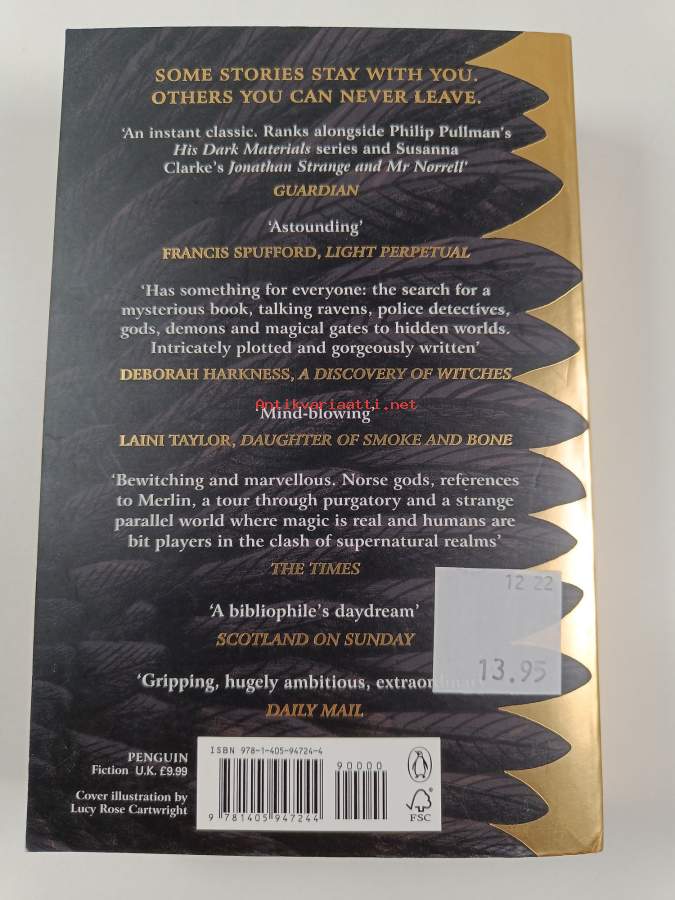 SOME STORIES STAY WITH YOU.
OTHERS YOU CAN NEVER LEAVE.
'An instant classic. Ranks alongside Philip Pullman's
His Dark Materials series and Susanna
Clarke's Jonathan Strange and Mr Norrell'
GUARDIAN
'Astounding'
FRANCIS SPUFFORD, LIGHT PERPETUAL
'Has something for everyone: the search for a
mysterious book, talking ravens, police detectives,
gods, demons and magical gates to hidden worlds.
Intricately plotted and gorgeously written'
DEBORAH HARKNESS, A DISCOVERY OF WITCHES
Antikvariaatti.net
'Mind-blowing'
LAINI TAYLOR, DAUGHTER OF SMOKE AND BONE
'Bewitching and marvellous. Norse gods, references
to Merlin, a tour through purgatory and a strange
parallel world where magic is real and humans are
bit players in the clash of supernatural realms'
THE TIMES
12 22
'A bibliophile's daydream'
SCOTLAND ON SUNDAY
13.95
'Gripping, hugely ambitious, extraordinary'
DAILY MAIL
ISBN 978-1-405-94724-4
90000
PENGUIN
Fiction U.K. £9.99
Cover illustration by
Lucy Rose Cartwright
9 781405 947244
FSC